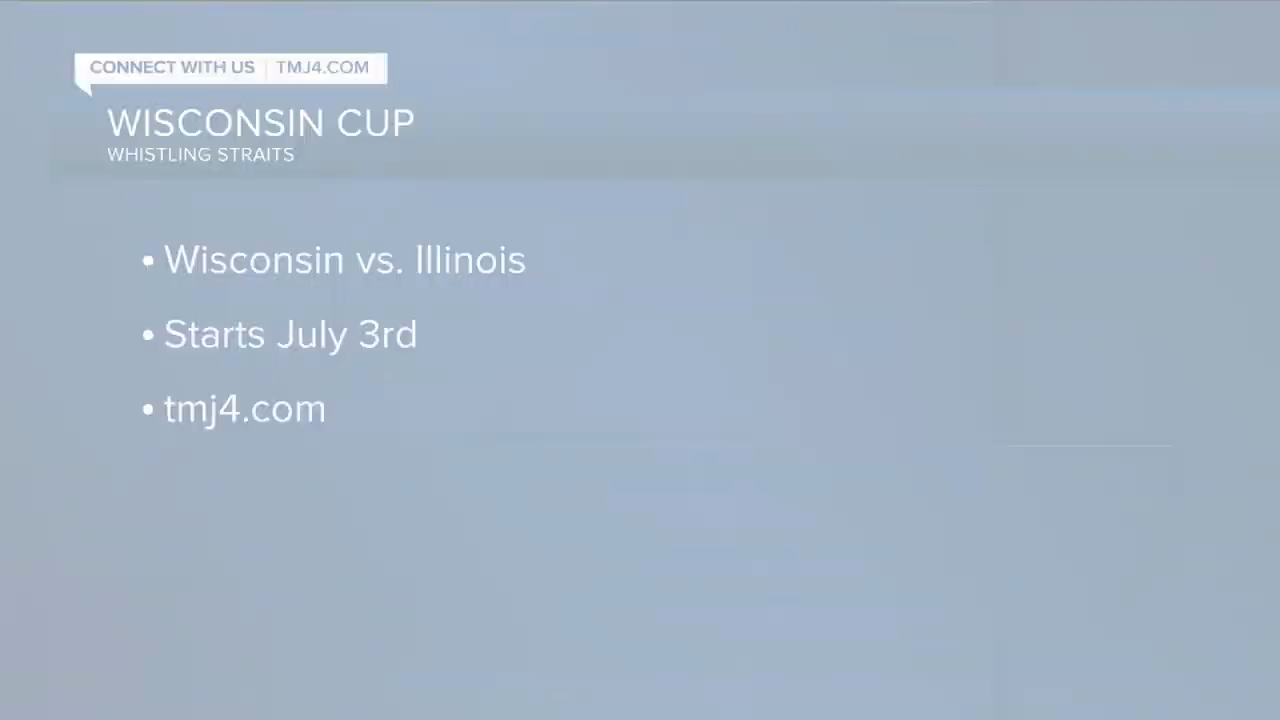 CONNECT WITH US | TMJ4.COM
WISCONSIN CUP
WHISTLING STRAITS
• Wisconsin vs. Illinois
• Starts July 3rd
• tmj4.com